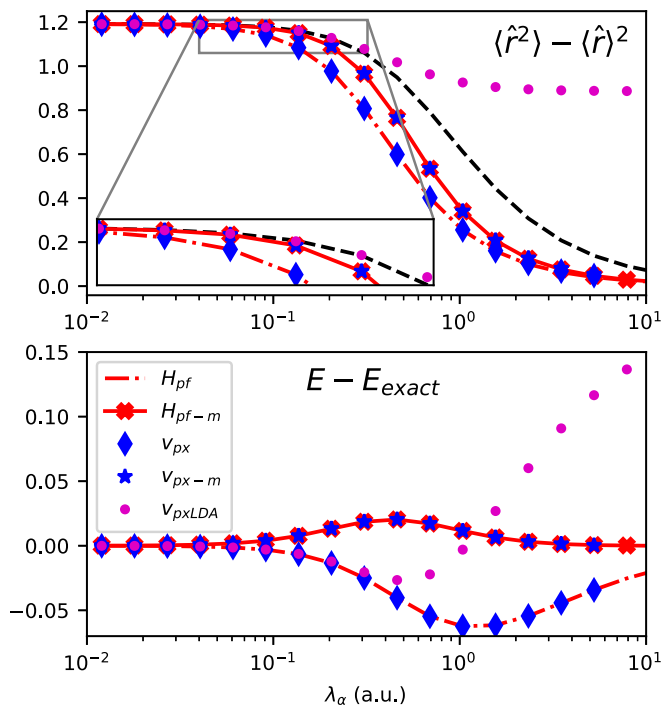 1.2
1.0
0.8
0.6
0.4
0.2
0.0
⟨r̂²⟩ − ⟨r̂⟩²
10⁻² 10⁻¹ 10⁰ 10¹
0.15
0.10
0.05
0.00
−0.05
E − E_exact
H_pf
H_pf−m
v_px
v_px−m
v_pxLDA
10⁻² 10⁻¹ 10⁰ 10¹
λ_α (a.u.)